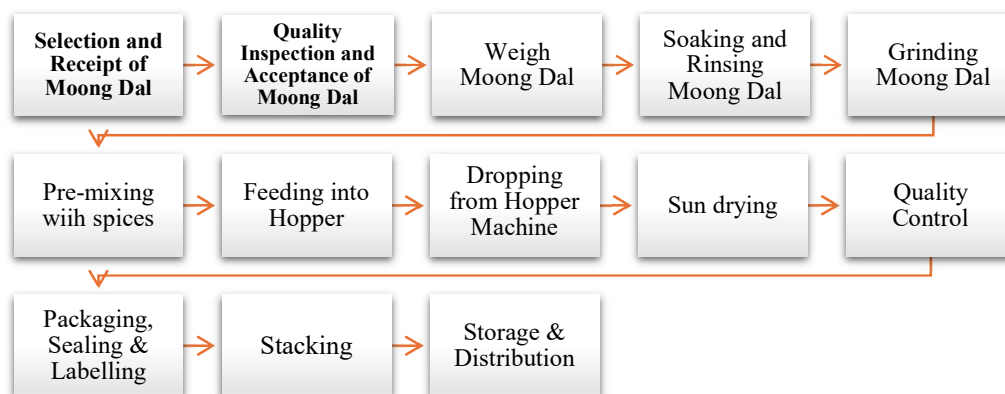 Selection and
Receipt of
Moong Dal
Quality
Inspection and
Acceptance of
Moong Dal
Weigh
Moong Dal
Soaking and
Rinsing
Moong Dal
Grinding
Moong Dal
Pre-mixing
wiih spices
Feeding into
Hopper
Dropping
from Hopper
Machine
Sun drying
Quality
Control
Packaging,
Sealing &
Labelling
Stacking
Storage &
Distribution